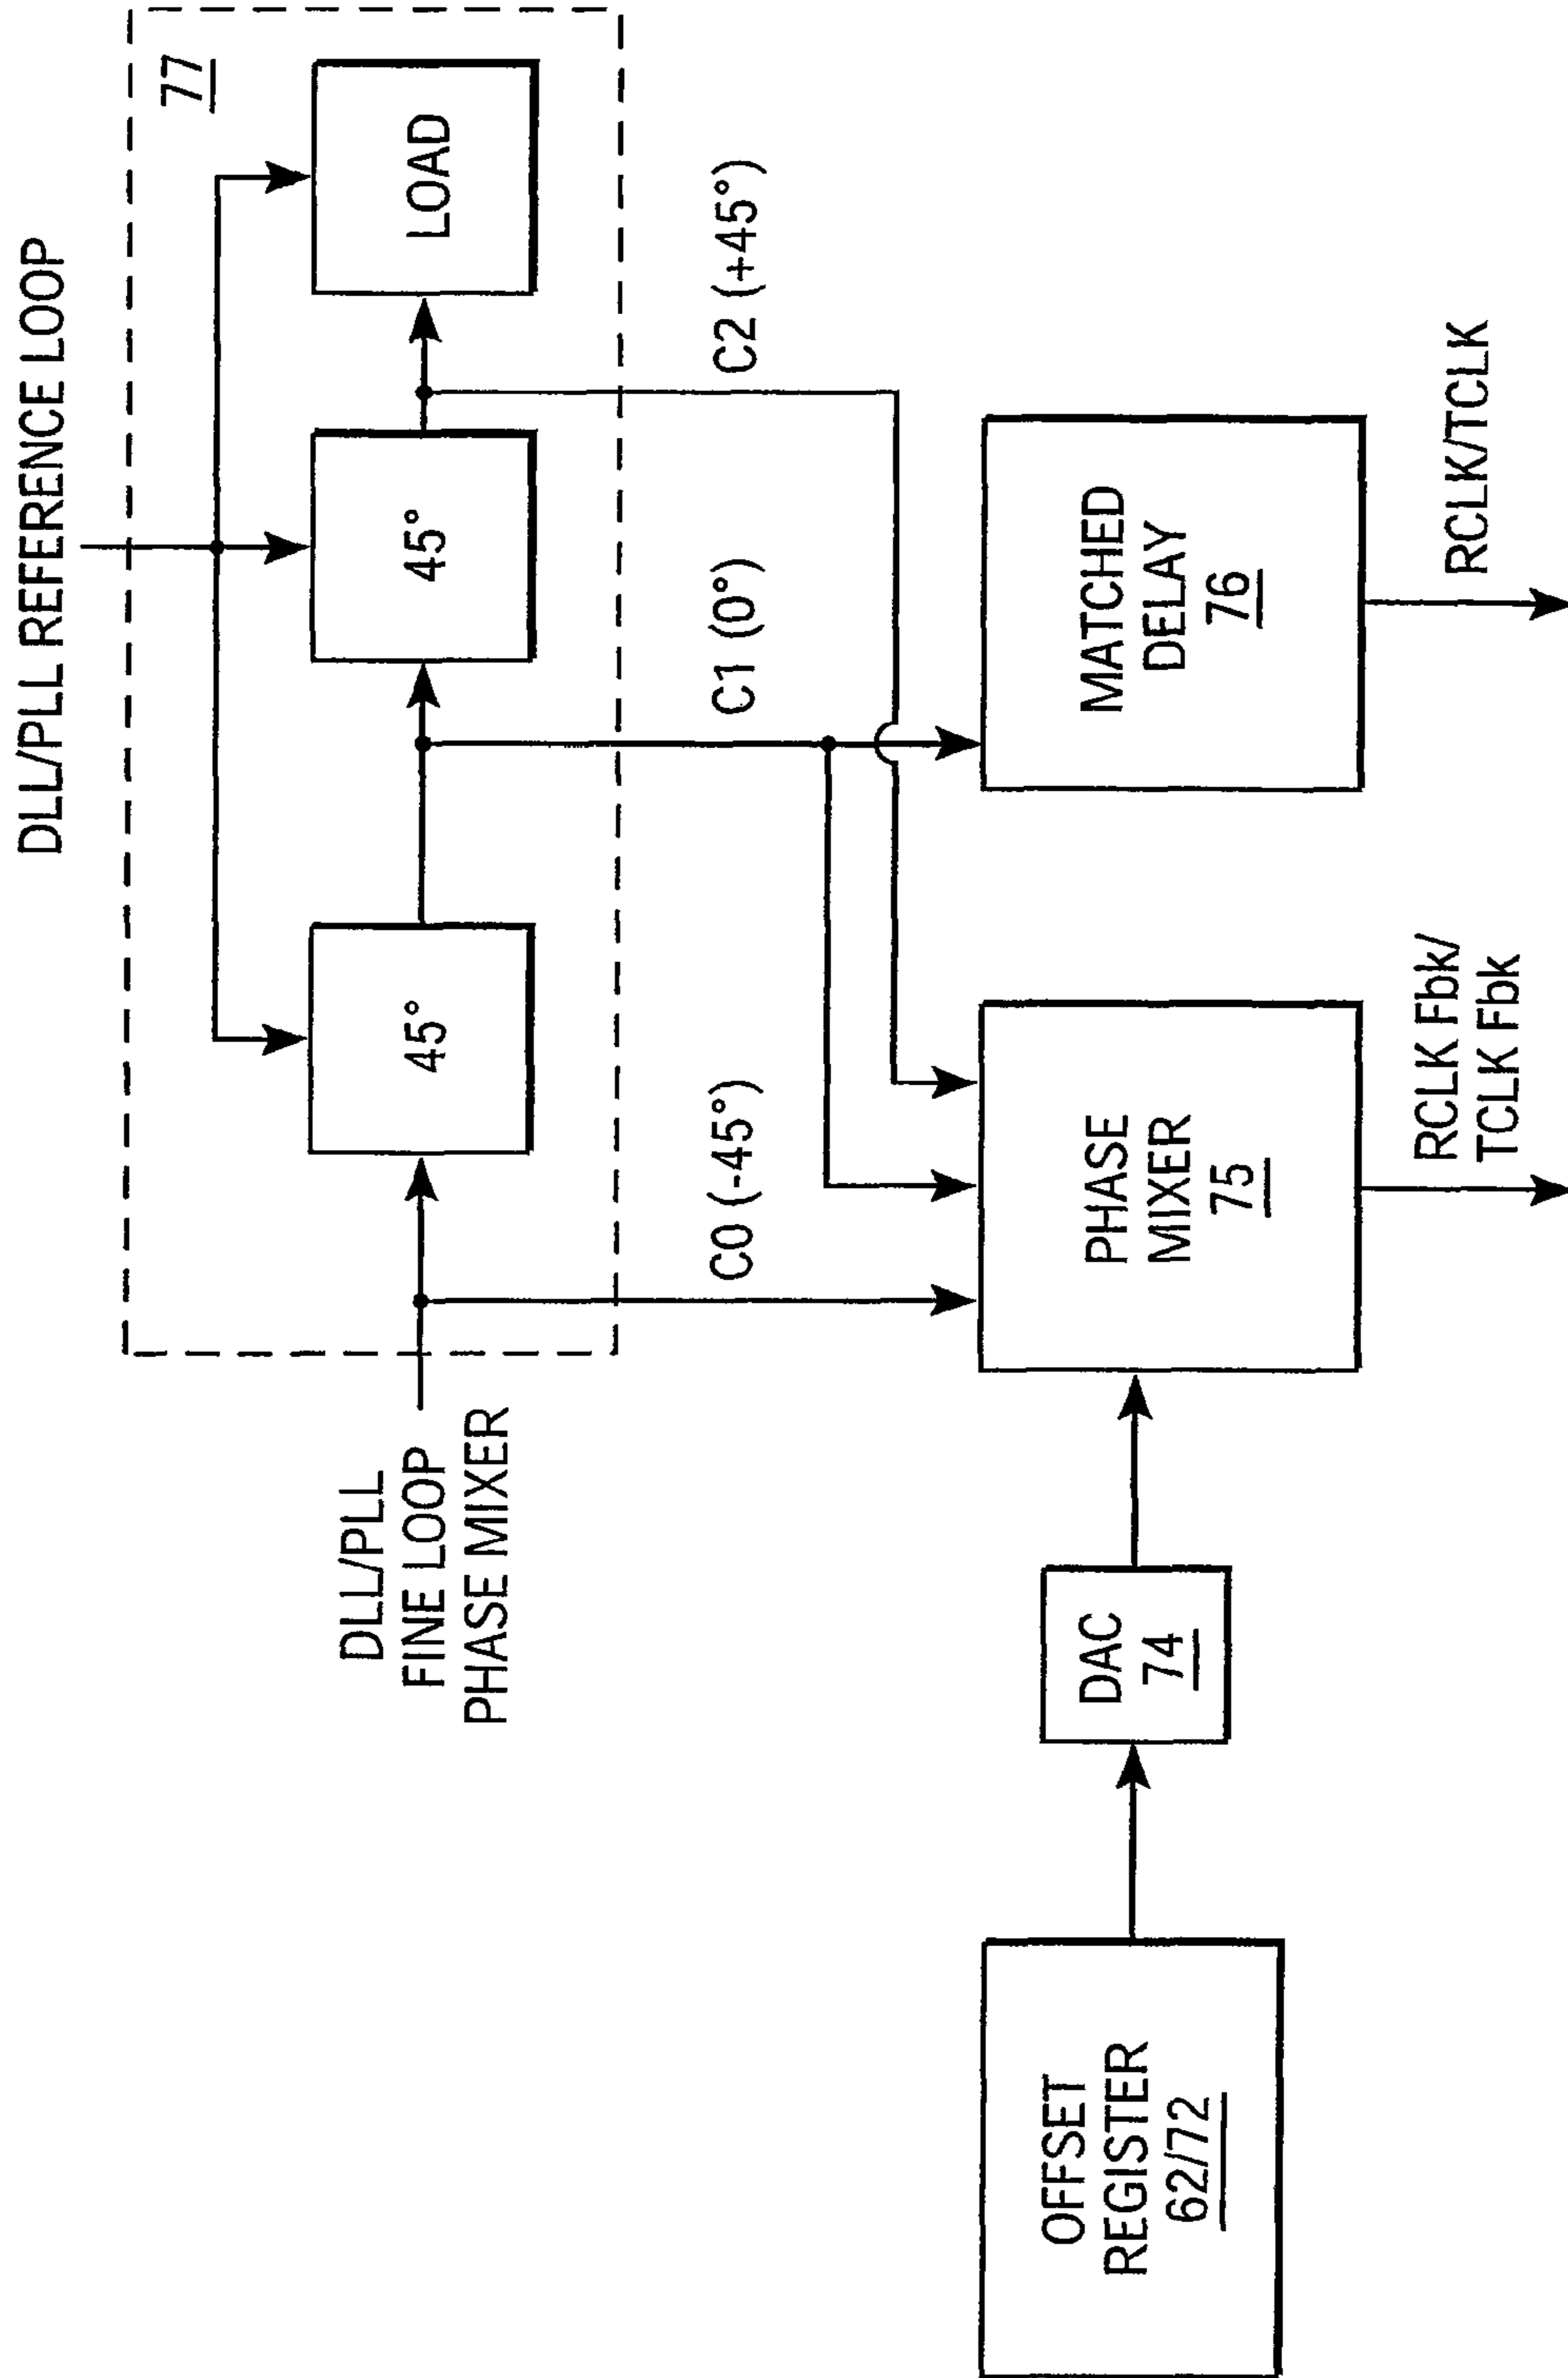 DLL/PLL REFERENCE LOOP
77
45°
45°
LOAD
DLL/PLL
FINE LOOP
PHASE MIXER
C0 (-45°)
C1 (0°)
C2 (+45°)
OFFSET
REGISTER
62/72
DAC
74
PHASE
MIXER
75
MATCHED
DELAY
76
RCLK Fbk/
TCLK Fbk
RCLK/TCLK